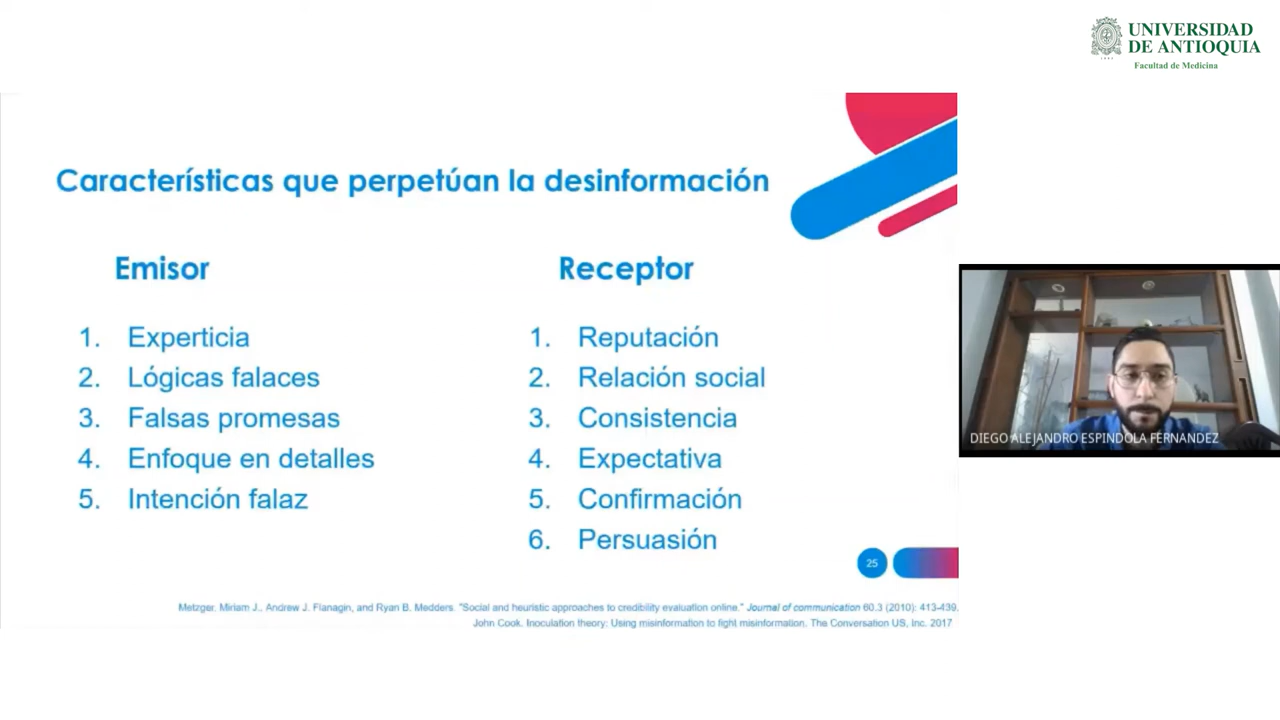 UNIVERSIDAD
DE ANTIOQUIA
Facultad de Medicina
Características que perpetúan la desinformación
Emisor
1. Experticia
2. Lógicas falaces
3. Falsas promesas
4. Enfoque en detalles
5. Intención falaz
Receptor
1. Reputación
2. Relación social
3. Consistencia
4. Expectativa
5. Confirmación
6. Persuasión
25
Metzger. Miriam J., Andrew J. Flanagin, and Ryan B. Medders. "Social and heuristic approaches to credibility evaluation online." Journal of communication 60.3 (2010): 413-439.
John Cook. Inoculation theory: Using misinformation to fight misinformation. The Conversation US, Inc. 2017
DIEGO ALEJANDRO ESPINDOLA FERNANDEZ